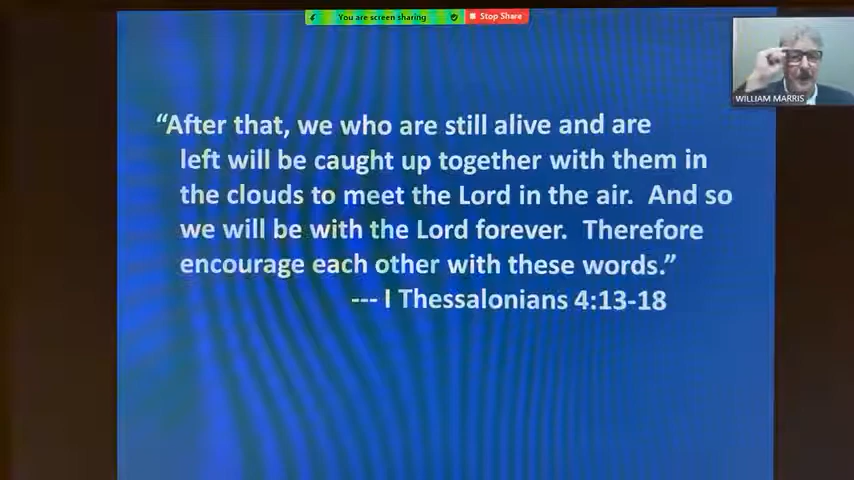 You are screen sharing
Stop Share
WILLIAM MARRIS
“After that, we who are still alive and are
left will be caught up together with them in
the clouds to meet the Lord in the air. And so
we will be with the Lord forever. Therefore
encourage each other with these words.”
--- I Thessalonians 4:13-18